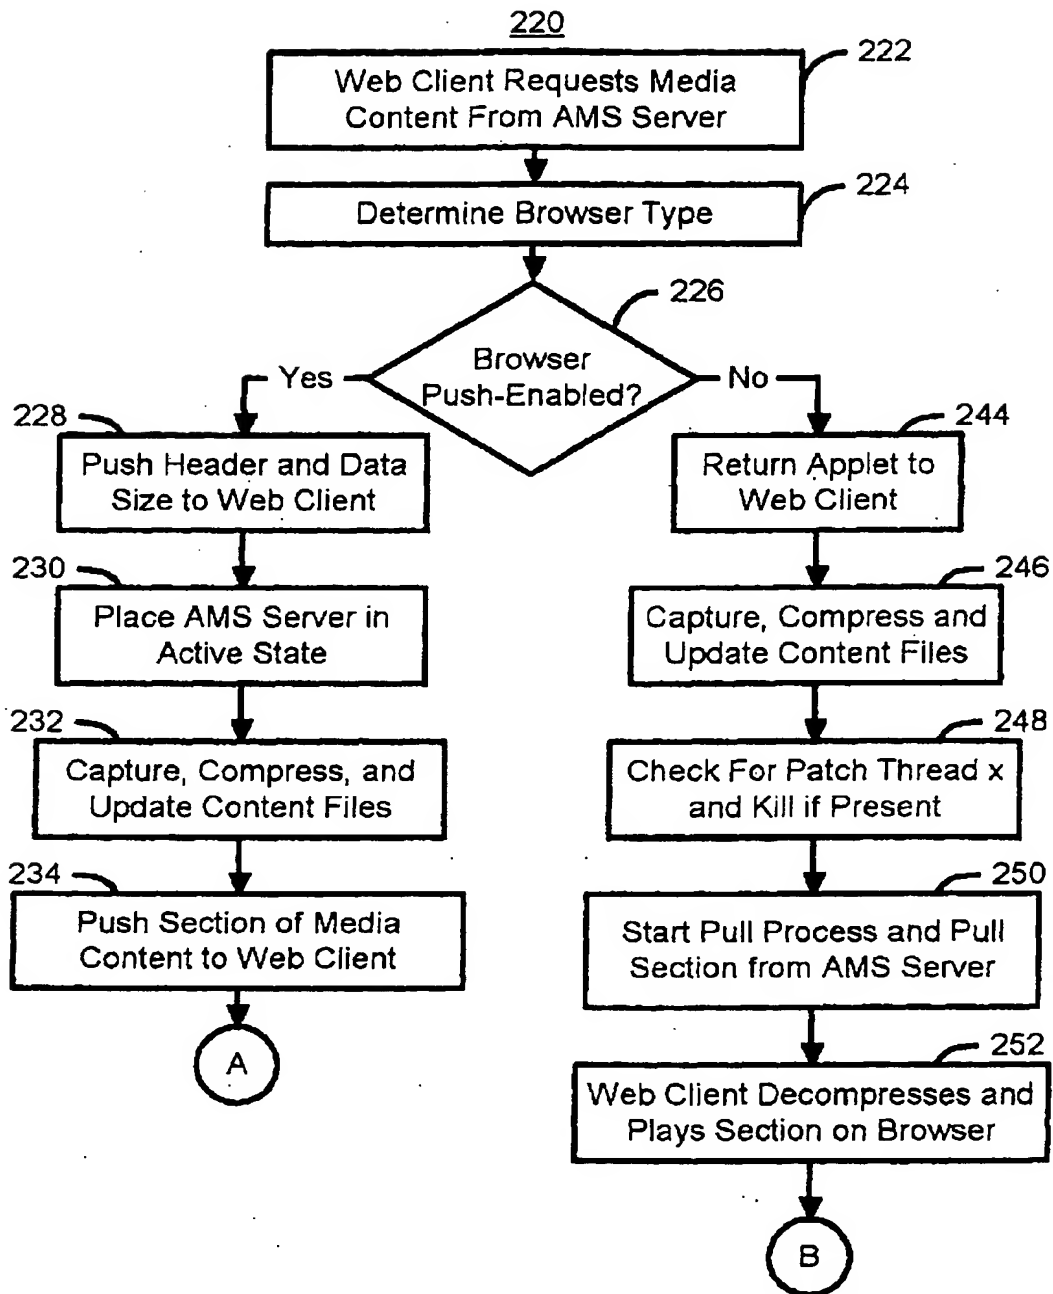 220
222
Web Client Requests Media
Content From AMS Server
224
Determine Browser Type
226
Browser
Push-Enabled?
Yes
No
228
Push Header and Data
Size to Web Client
230
Place AMS Server in
Active State
232
Capture, Compress, and
Update Content Files
234
Push Section of Media
Content to Web Client
A
244
Return Applet to
Web Client
246
Capture, Compress and
Update Content Files
248
Check For Patch Thread x
and Kill if Present
250
Start Pull Process and Pull
Section from AMS Server
252
Web Client Decompresses and
Plays Section on Browser
B